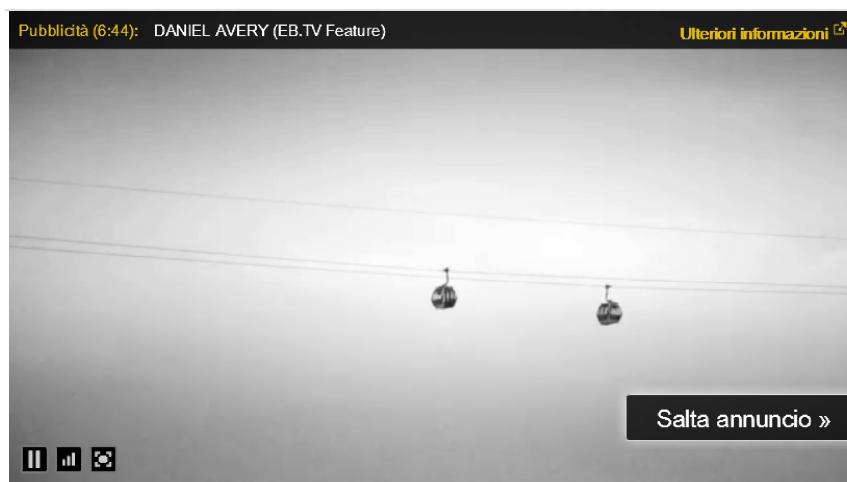 Pubblicità (6:44): DANIEL AVERY (EB.TV Feature) Ulteriori informazioni
Salta annuncio »